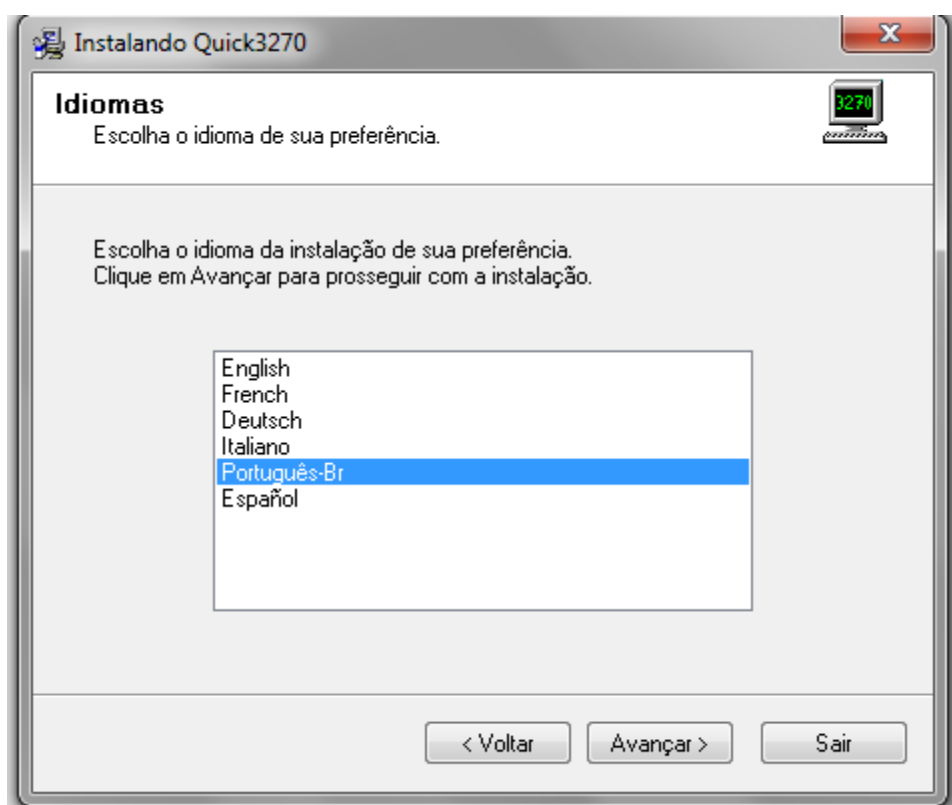 Instalando Quick3270
Idiomas
Escolha o idioma de sua preferência.
3270
Escolha o idioma da instalação de sua preferência.
Clique em Avançar para prosseguir com a instalação.
English
French
Deutsch
Italiano
Português-Br
Español
< Voltar
Avançar >
Sair